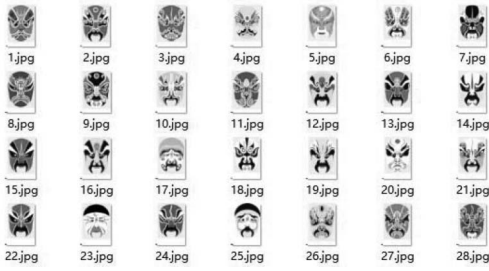 1.jpg 2.jpg 3.jpg 4.jpg 5.jpg 6.jpg 7.jpg
8.jpg 9.jpg 10.jpg 11.jpg 12.jpg 13.jpg 14.jpg
15.jpg 16.jpg 17.jpg 18.jpg 19.jpg 20.jpg 21.jpg
22.jpg 23.jpg 24.jpg 25.jpg 26.jpg 27.jpg 28.jpg